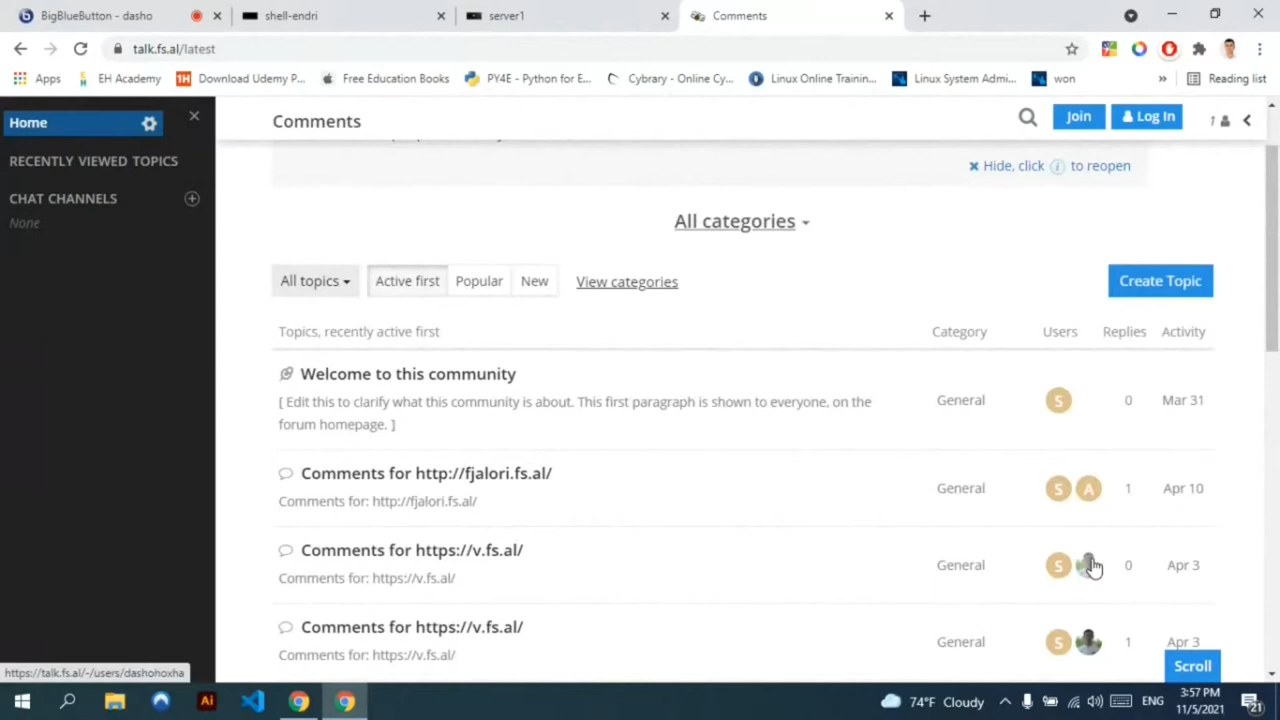 BigBlueButton - dasho
shell-endri
server1
Comments
talk.fs.al/latest
Apps
EH Academy
Download Udemy P...
Free Education Books
PY4E - Python for E...
Cybrary - Online Cy...
Linux Online Trainin...
Linux System Admi...
won
»
Reading list
Home
Comments
Join
Log In
1
RECENTLY VIEWED TOPICS
CHAT CHANNELS
None
Hide, click to reopen
All categories
All topics
Active first
Popular
New
View categories
Create Topic
Topics, recently active first
Category
Users
Replies
Activity
Welcome to this community
[ Edit this to clarify what this community is about. This first paragraph is shown to everyone, on the
forum homepage. ]
General
S
0
Mar 31
Comments for http://fjalori.fs.al/
Comments for: http://fjalori.fs.al/
General
S
A
1
Apr 10
Comments for https://v.fs.al/
Comments for: https://v.fs.al/
General
S
0
Apr 3
Comments for https://v.fs.al/
Comments for: https://v.fs.al/
General
S
1
Apr 3
Scroll
https://talk.fs.al/-/users/dashohoxha
74°F Cloudy
ENG
3:57 PM
11/5/2021
21